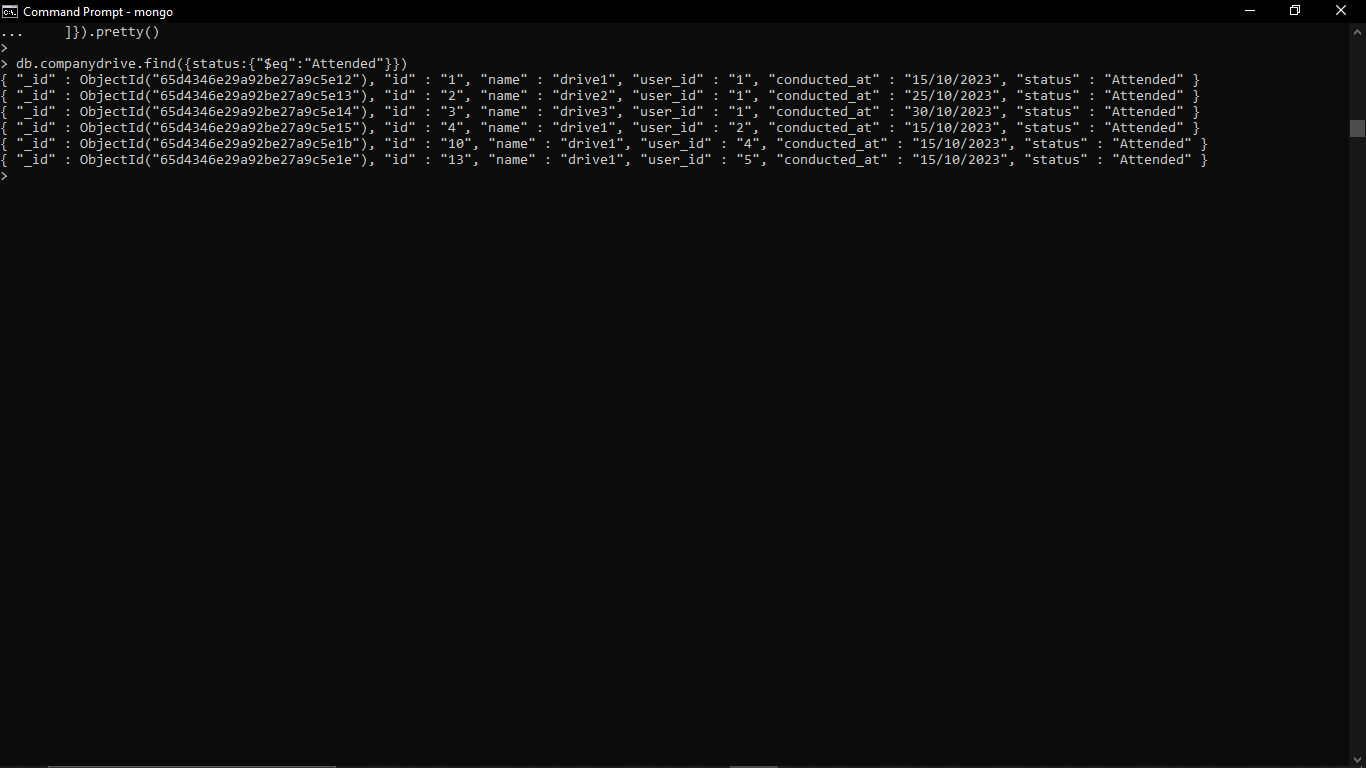 Command Prompt - mongo
...     ]}).pretty()
>
> db.companydrive.find({status:{"$eq":"Attended"}})
{ "_id" : ObjectId("65d4346e29a92be27a9c5e12"), "id" : "1", "name" : "drive1", "user_id" : "1", "conducted_at" : "15/10/2023", "status" : "Attended" }
{ "_id" : ObjectId("65d4346e29a92be27a9c5e13"), "id" : "2", "name" : "drive2", "user_id" : "1", "conducted_at" : "25/10/2023", "status" : "Attended" }
{ "_id" : ObjectId("65d4346e29a92be27a9c5e14"), "id" : "3", "name" : "drive3", "user_id" : "1", "conducted_at" : "30/10/2023", "status" : "Attended" }
{ "_id" : ObjectId("65d4346e29a92be27a9c5e15"), "id" : "4", "name" : "drive1", "user_id" : "2", "conducted_at" : "15/10/2023", "status" : "Attended" }
{ "_id" : ObjectId("65d4346e29a92be27a9c5e1b"), "id" : "10", "name" : "drive1", "user_id" : "4", "conducted_at" : "15/10/2023", "status" : "Attended" }
{ "_id" : ObjectId("65d4346e29a92be27a9c5e1e"), "id" : "13", "name" : "drive1", "user_id" : "5", "conducted_at" : "15/10/2023", "status" : "Attended" }
>